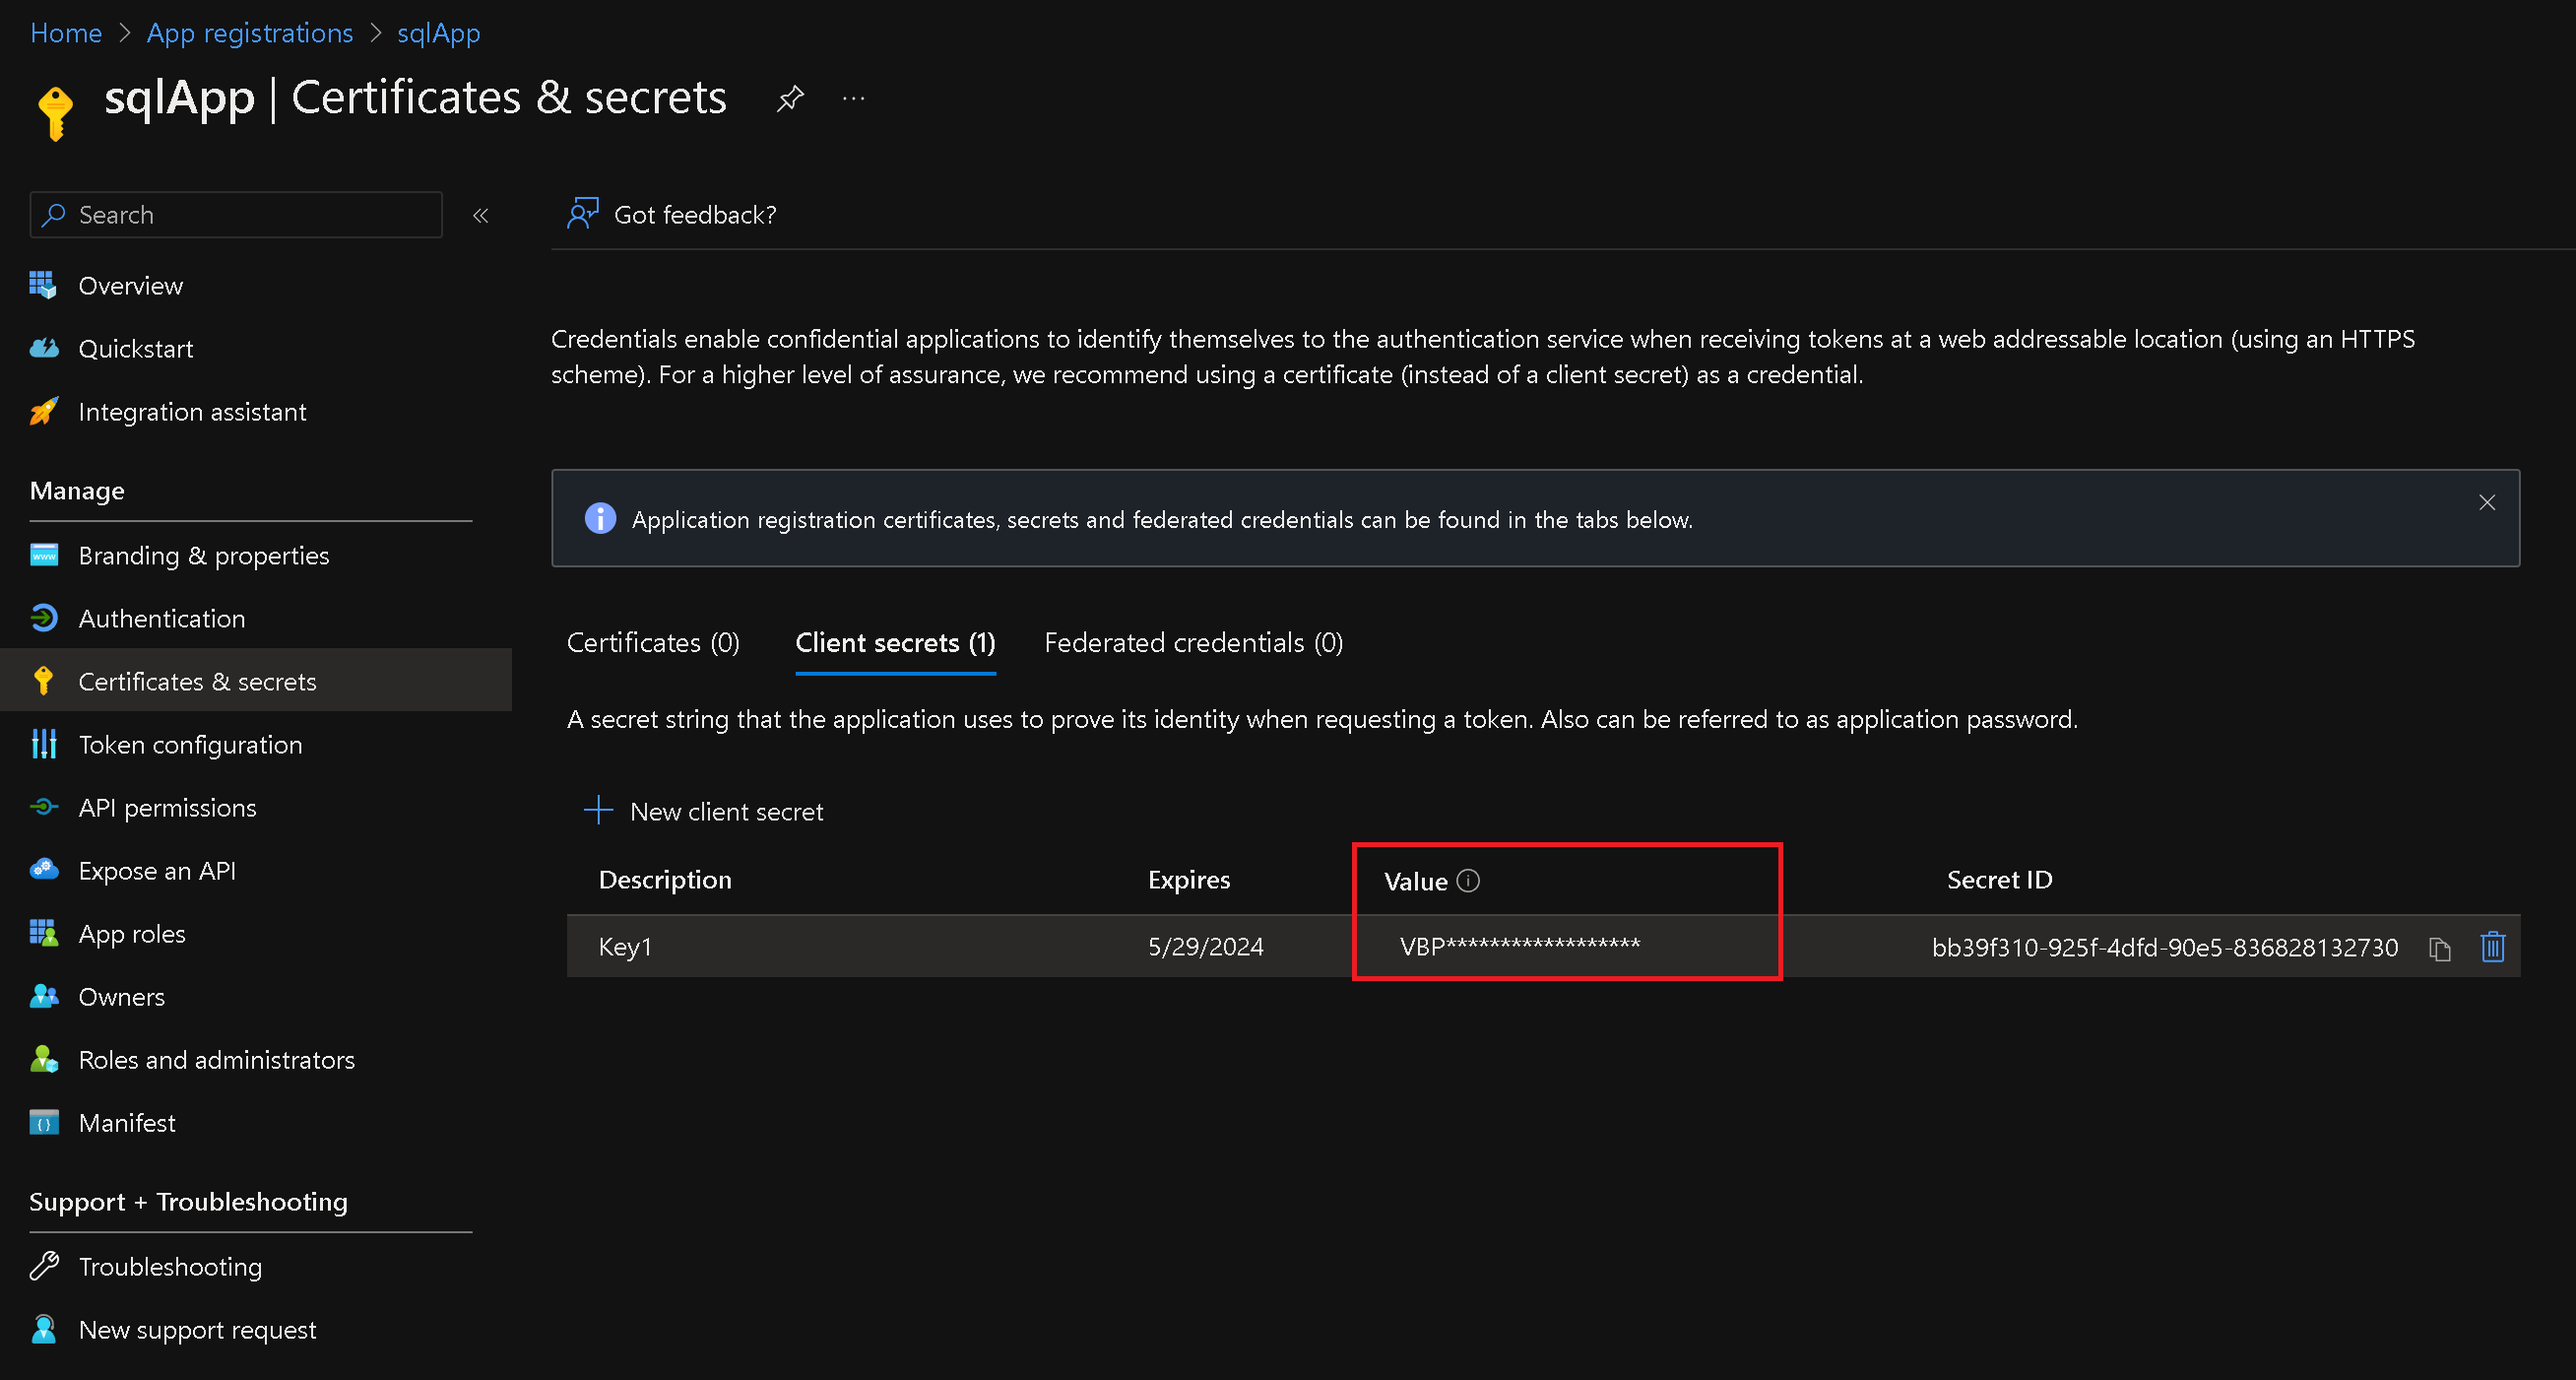 Home > App registrations > sqlApp
sqlApp | Certificates & secrets
Search
Overview
Quickstart
Integration assistant
Manage
Branding & properties
Authentication
Certificates & secrets
Token configuration
API permissions
Expose an API
App roles
Owners
Roles and administrators
Manifest
Support + Troubleshooting
Troubleshooting
New support request
Got feedback?
Credentials enable confidential applications to identify themselves to the authentication service when receiving tokens at a web addressable location (using an HTTPS
scheme). For a higher level of assurance, we recommend using a certificate (instead of a client secret) as a credential.
Application registration certificates, secrets and federated credentials can be found in the tabs below.
Certificates (0) Client secrets (1) Federated credentials (0)
A secret string that the application uses to prove its identity when requesting a token. Also can be referred to as application password.
New client secret
Description Expires Value Secret ID
Key1 5/29/2024 VBP****************** bb39f310-925f-4dfd-90e5-836828132730